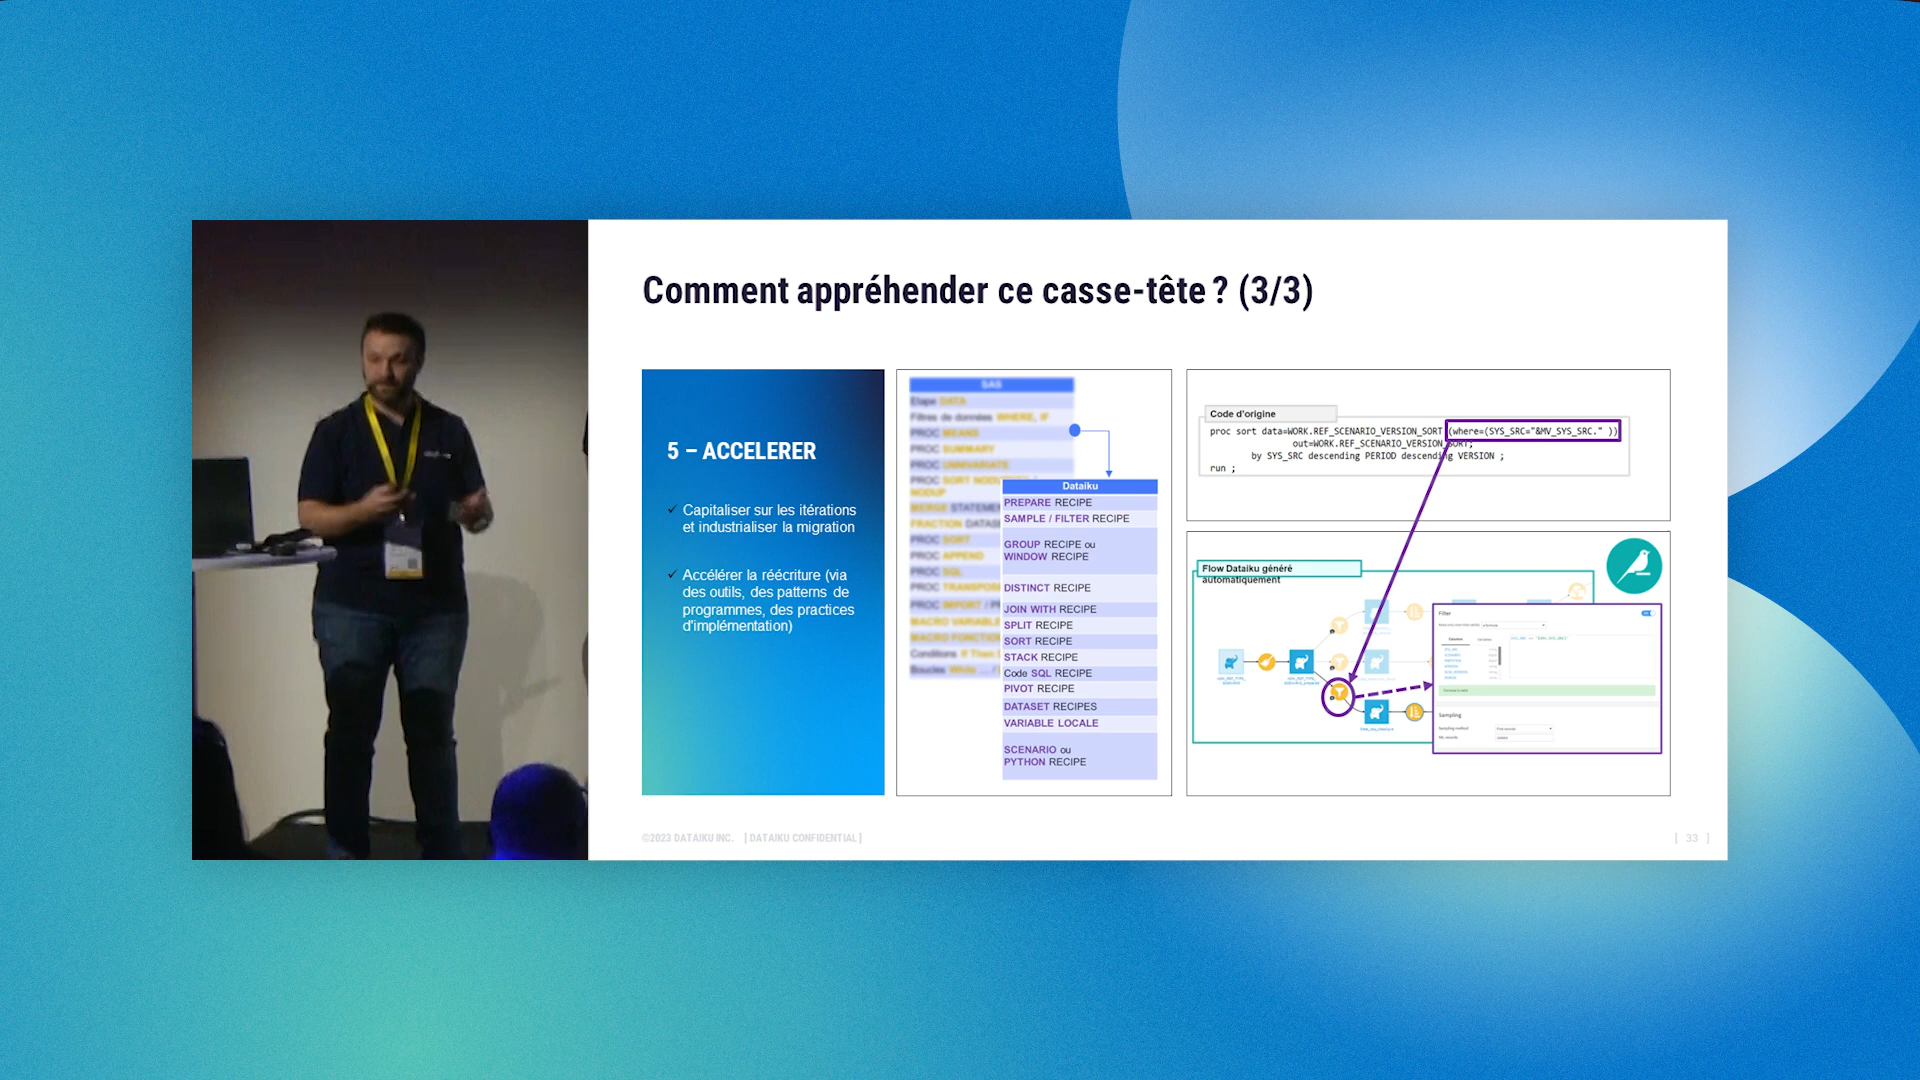 Comment appréhender ce casse-tête ? (3/3)
5 – ACCELERER
✓ Capitaliser sur les itérations
et industrialiser la migration
✓ Accélérer la réécriture (via
des outils, des patterns de
programmes, des practices
d'implémentation)
SAS
Etape DATA
Filtres de données WHERE, IF
PROC MEANS
PROC SUMMARY
PROC UNIVARIATE
PROC SORT
NODUP
MERGE
FRACTION
PROC SORT
PROC APPEND
PROC SQL
PROC
PROC IMPORT
MACRO VARIABLE
MACRO
Conditions If Then
Boucles While
Dataiku
PREPARE RECIPE
SAMPLE / FILTER RECIPE
GROUP RECIPE ou
WINDOW RECIPE
DISTINCT RECIPE
JOIN WITH RECIPE
SPLIT RECIPE
SORT RECIPE
STACK RECIPE
Code SQL RECIPE
PIVOT RECIPE
DATASET RECIPES
VARIABLE LOCALE
SCENARIO ou
PYTHON RECIPE
Code d'origine
proc sort data=WORK.REF_SCENARIO_VERSION_SORT (where=(SYS_SRC="&MV_SYS_SRC." ))
out=WORK.REF_SCENARIO_VERSION_SORT;
by SYS_SRC descending PERIOD descending VERSION ;
run ;
Flow Dataiku généré
automatiquement
Filter
Sampling
Sampling method
©2023 DATAIKU INC. [ DATAIKU CONFIDENTIAL ]
[ 33 ]